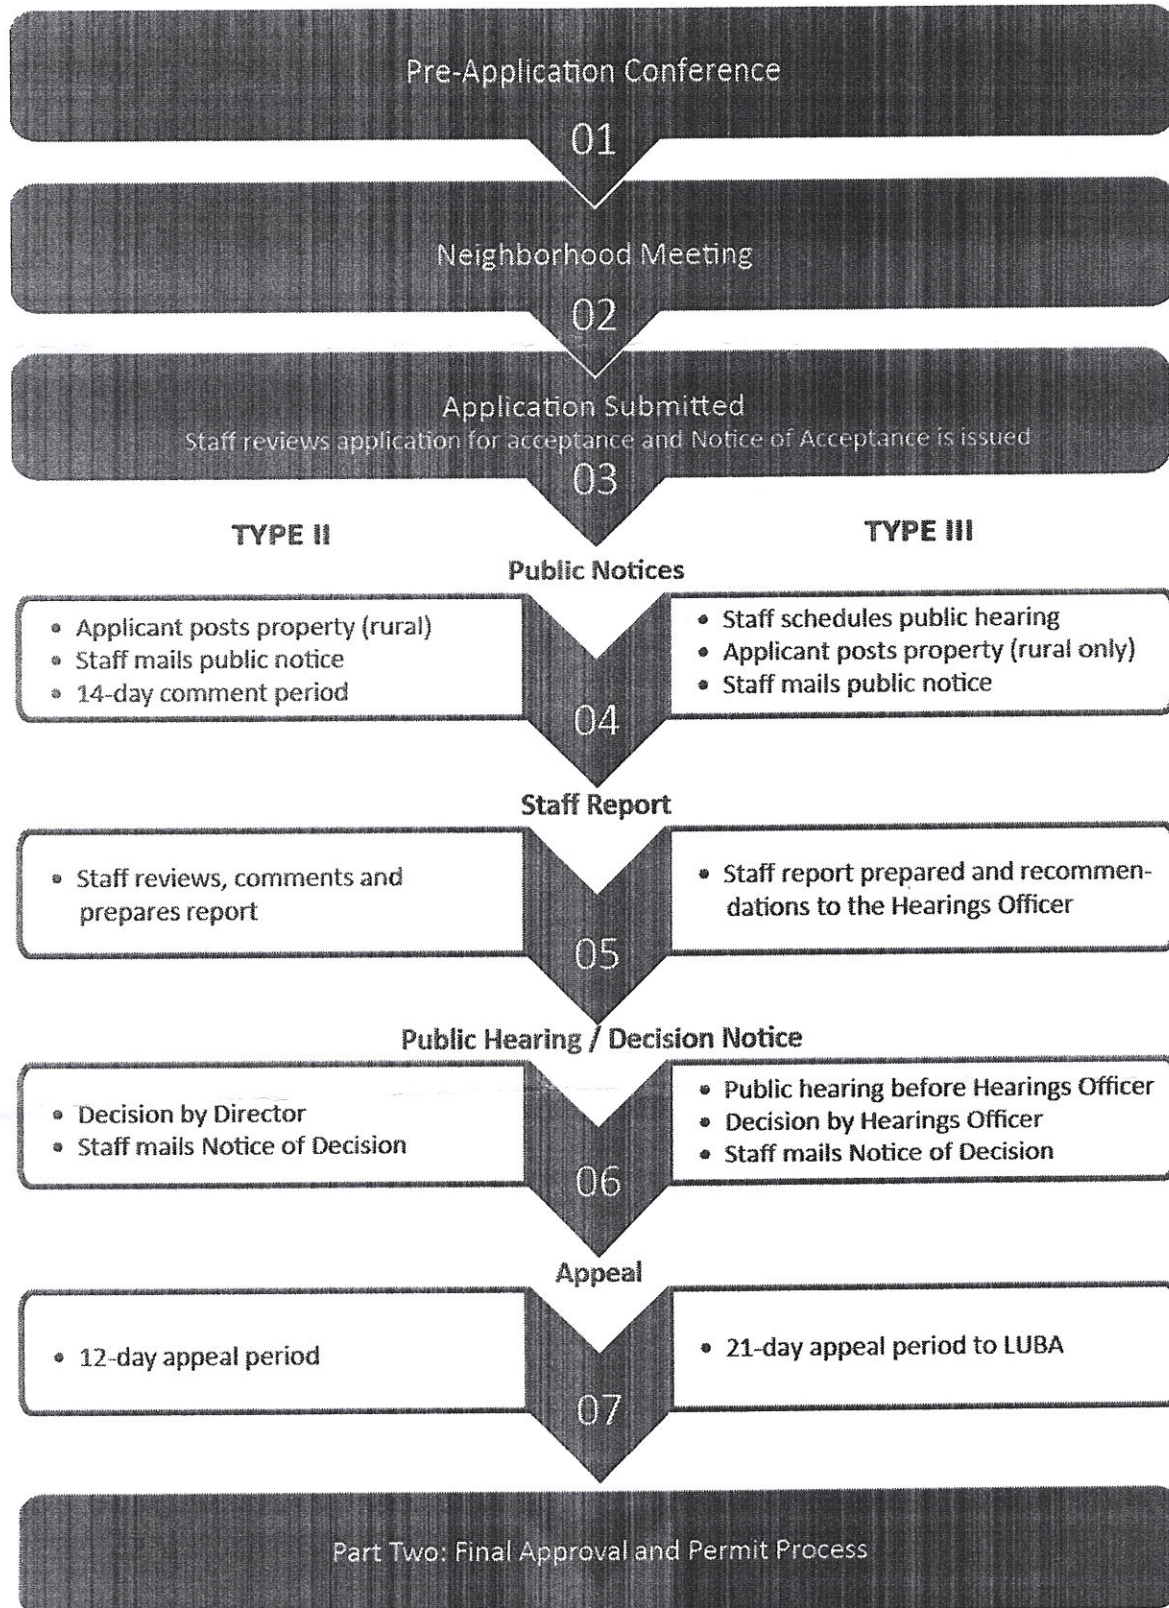 Pre-Application Conference
01
Neighborhood Meeting
02
Application Submitted
Staff reviews application for acceptance and Notice of Acceptance is issued
03
TYPE II
TYPE III
Public Notices
• Applicant posts property (rural)
• Staff mails public notice
• 14-day comment period
04
• Staff schedules public hearing
• Applicant posts property (rural only)
• Staff mails public notice
Staff Report
• Staff reviews, comments and
prepares report
05
• Staff report prepared and recommen-
dations to the Hearings Officer
Public Hearing / Decision Notice
• Decision by Director
• Staff mails Notice of Decision
06
• Public hearing before Hearings Officer
• Decision by Hearings Officer
• Staff mails Notice of Decision
Appeal
• 12-day appeal period
07
• 21-day appeal period to LUBA
Part Two: Final Approval and Permit Process